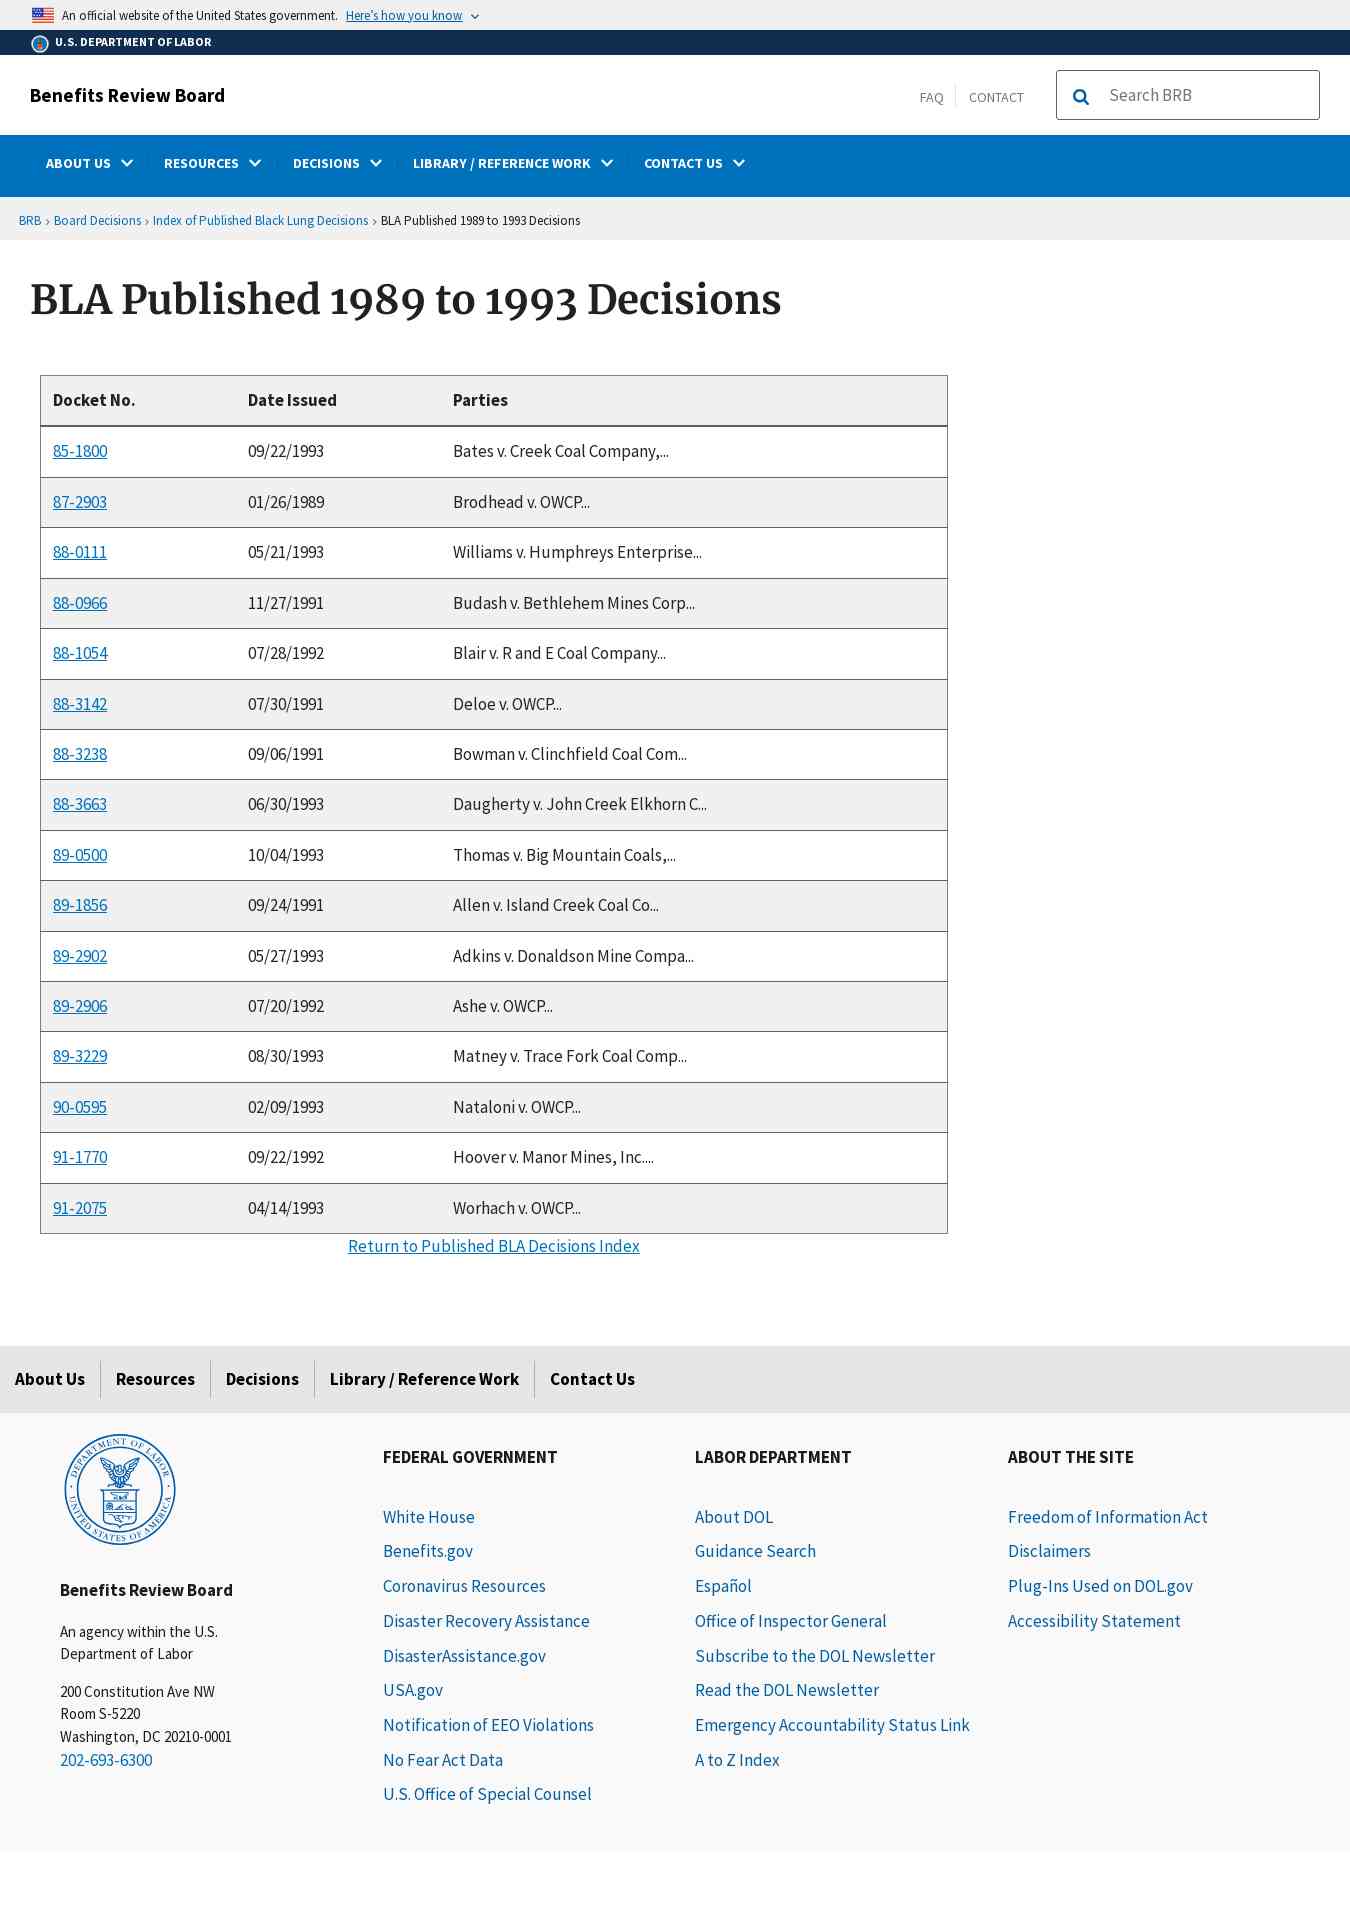 An official website of the United States government. Here's how you know
U.S. DEPARTMENT OF LABOR
Benefits Review Board
FAQ CONTACT Search BRB
ABOUT US RESOURCES DECISIONS LIBRARY / REFERENCE WORK CONTACT US
BRB › Board Decisions › Index of Published Black Lung Decisions › BLA Published 1989 to 1993 Decisions
BLA Published 1989 to 1993 Decisions
Docket No. Date Issued Parties
85-1800 09/22/1993 Bates v. Creek Coal Company,...
87-2903 01/26/1989 Brodhead v. OWCP...
88-0111 05/21/1993 Williams v. Humphreys Enterprise...
88-0966 11/27/1991 Budash v. Bethlehem Mines Corp...
88-1054 07/28/1992 Blair v. R and E Coal Company...
88-3142 07/30/1991 Deloe v. OWCP...
88-3238 09/06/1991 Bowman v. Clinchfield Coal Com...
88-3663 06/30/1993 Daugherty v. John Creek Elkhorn C...
89-0500 10/04/1993 Thomas v. Big Mountain Coals,...
89-1856 09/24/1991 Allen v. Island Creek Coal Co...
89-2902 05/27/1993 Adkins v. Donaldson Mine Compa...
89-2906 07/20/1992 Ashe v. OWCP...
89-3229 08/30/1993 Matney v. Trace Fork Coal Comp...
90-0595 02/09/1993 Nataloni v. OWCP...
91-1770 09/22/1992 Hoover v. Manor Mines, Inc....
91-2075 04/14/1993 Worhach v. OWCP...
Return to Published BLA Decisions Index
About Us Resources Decisions Library / Reference Work Contact Us
DEPARTMENT OF LABOR
UNITED STATES OF AMERICA
Benefits Review Board
An agency within the U.S.
Department of Labor
200 Constitution Ave NW
Room S-5220
Washington, DC 20210-0001
202-693-6300
FEDERAL GOVERNMENT
White House
Benefits.gov
Coronavirus Resources
Disaster Recovery Assistance
DisasterAssistance.gov
USA.gov
Notification of EEO Violations
No Fear Act Data
U.S. Office of Special Counsel
LABOR DEPARTMENT
About DOL
Guidance Search
Español
Office of Inspector General
Subscribe to the DOL Newsletter
Read the DOL Newsletter
Emergency Accountability Status Link
A to Z Index
ABOUT THE SITE
Freedom of Information Act
Disclaimers
Plug-Ins Used on DOL.gov
Accessibility Statement